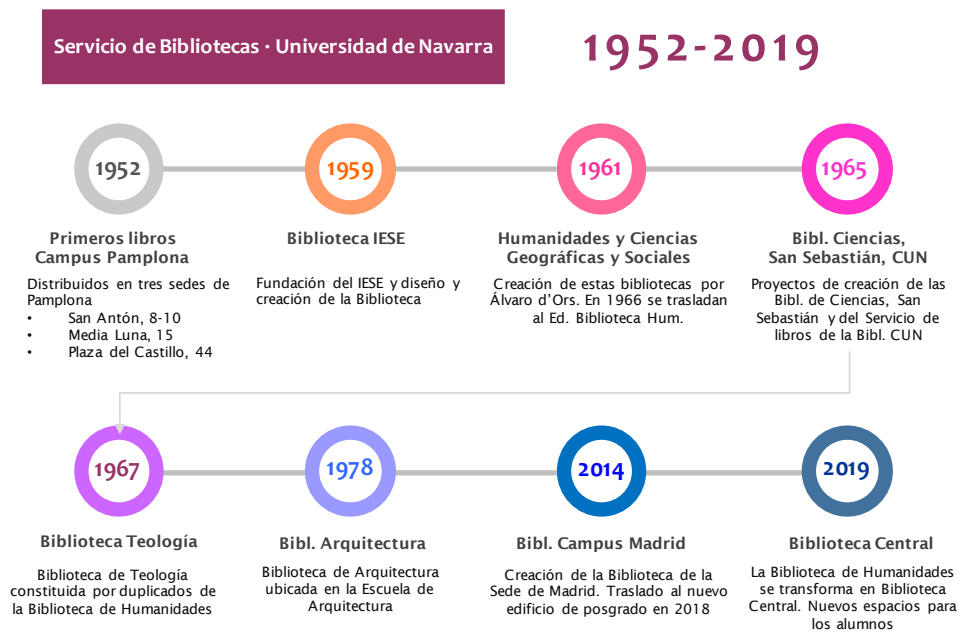 Servicio de Bibliotecas · Universidad de Navarra
1952-2019
1952
Primeros libros
Campus Pamplona
Distribuidos en tres sedes de
Pamplona
• San Antón, 8-10
• Media Luna, 15
• Plaza del Castillo, 44
1959
Biblioteca IESE
Fundación del IESE y diseño y
creación de la Biblioteca
1961
Humanidades y Ciencias
Geográficas y Sociales
Creación de estas bibliotecas por
Álvaro d'Ors. En 1966 se trasladan
al Ed. Biblioteca Hum.
1965
Bibl. Ciencias,
San Sebastián, CUN
Proyectos de creación de las
Bibl. de Ciencias, San
Sebastián y del Servicio de
libros de la Bibl. CUN
1967
Biblioteca Teología
Biblioteca de Teología
constituida por duplicados de
la Biblioteca de Humanidades
1978
Bibl. Arquitectura
Biblioteca de Arquitectura
ubicada en la Escuela de
Arquitectura
2014
Bibl. Campus Madrid
Creación de la Biblioteca de la
Sede de Madrid. Traslado al nuevo
edificio de posgrado en 2018
2019
Biblioteca Central
La Biblioteca de Humanidades
se transforma en Biblioteca
Central. Nuevos espacios para
los alumnos